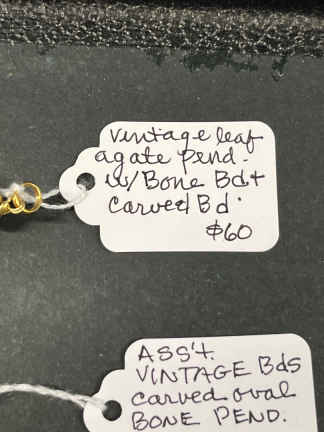 vintage leaf
agate pend.
w/Bone Bd+
carved Bd.
$60
ASS't.
VINTAGE Bds
carved oval
BONE PEND.